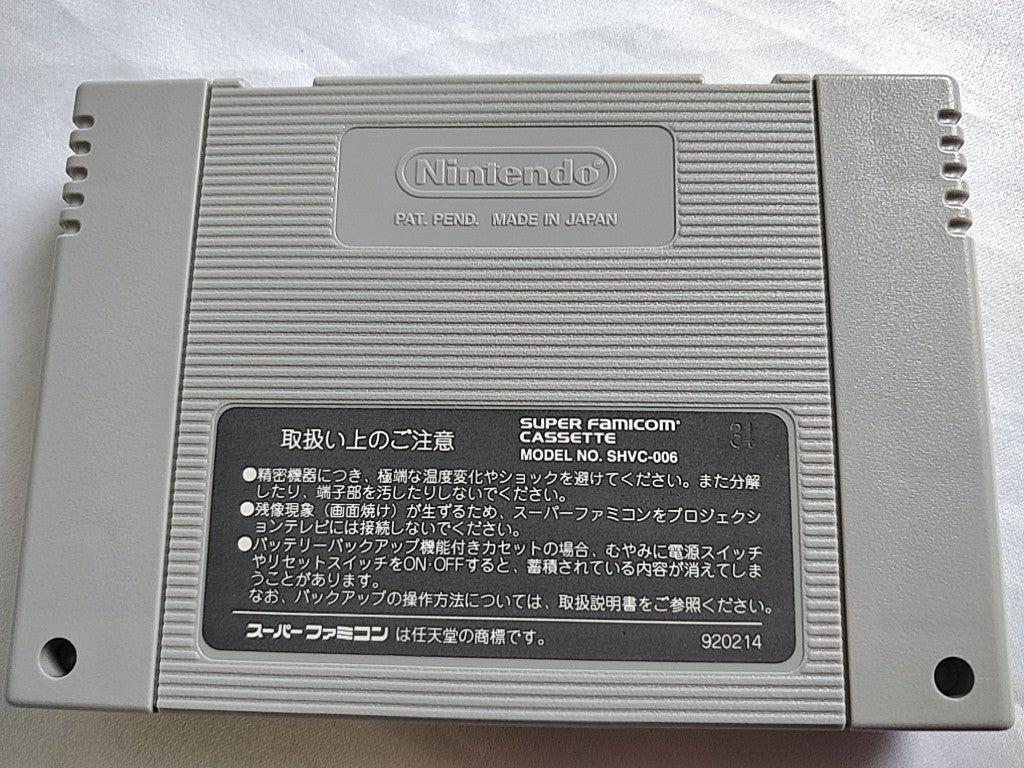 Nintendo®
PAT. PEND. MADE IN JAPAN
取扱い上のご注意
SUPER FAMICOM®
CASSETTE
MODEL NO. SHVC-006
●精密機器につき、極端な温度変化やショックを避けてください。また分解
したり、端子部を汚したりしないでください。
●残像現象（画面焼け）が生ずるため、スーパーファミコンをプロジェクシ
ョンテレビには接続しないでください。
●バッテリーバックアップ機能付きカセットの場合、むやみに電源スイッチ
やリセットスイッチをON·OFFすると、蓄積されている内容が消えてしま
うことがあります。
なお、バックアップの操作方法については、取扱説明書をご参照ください。
スーパーファミコン は任天堂の商標です。
920214